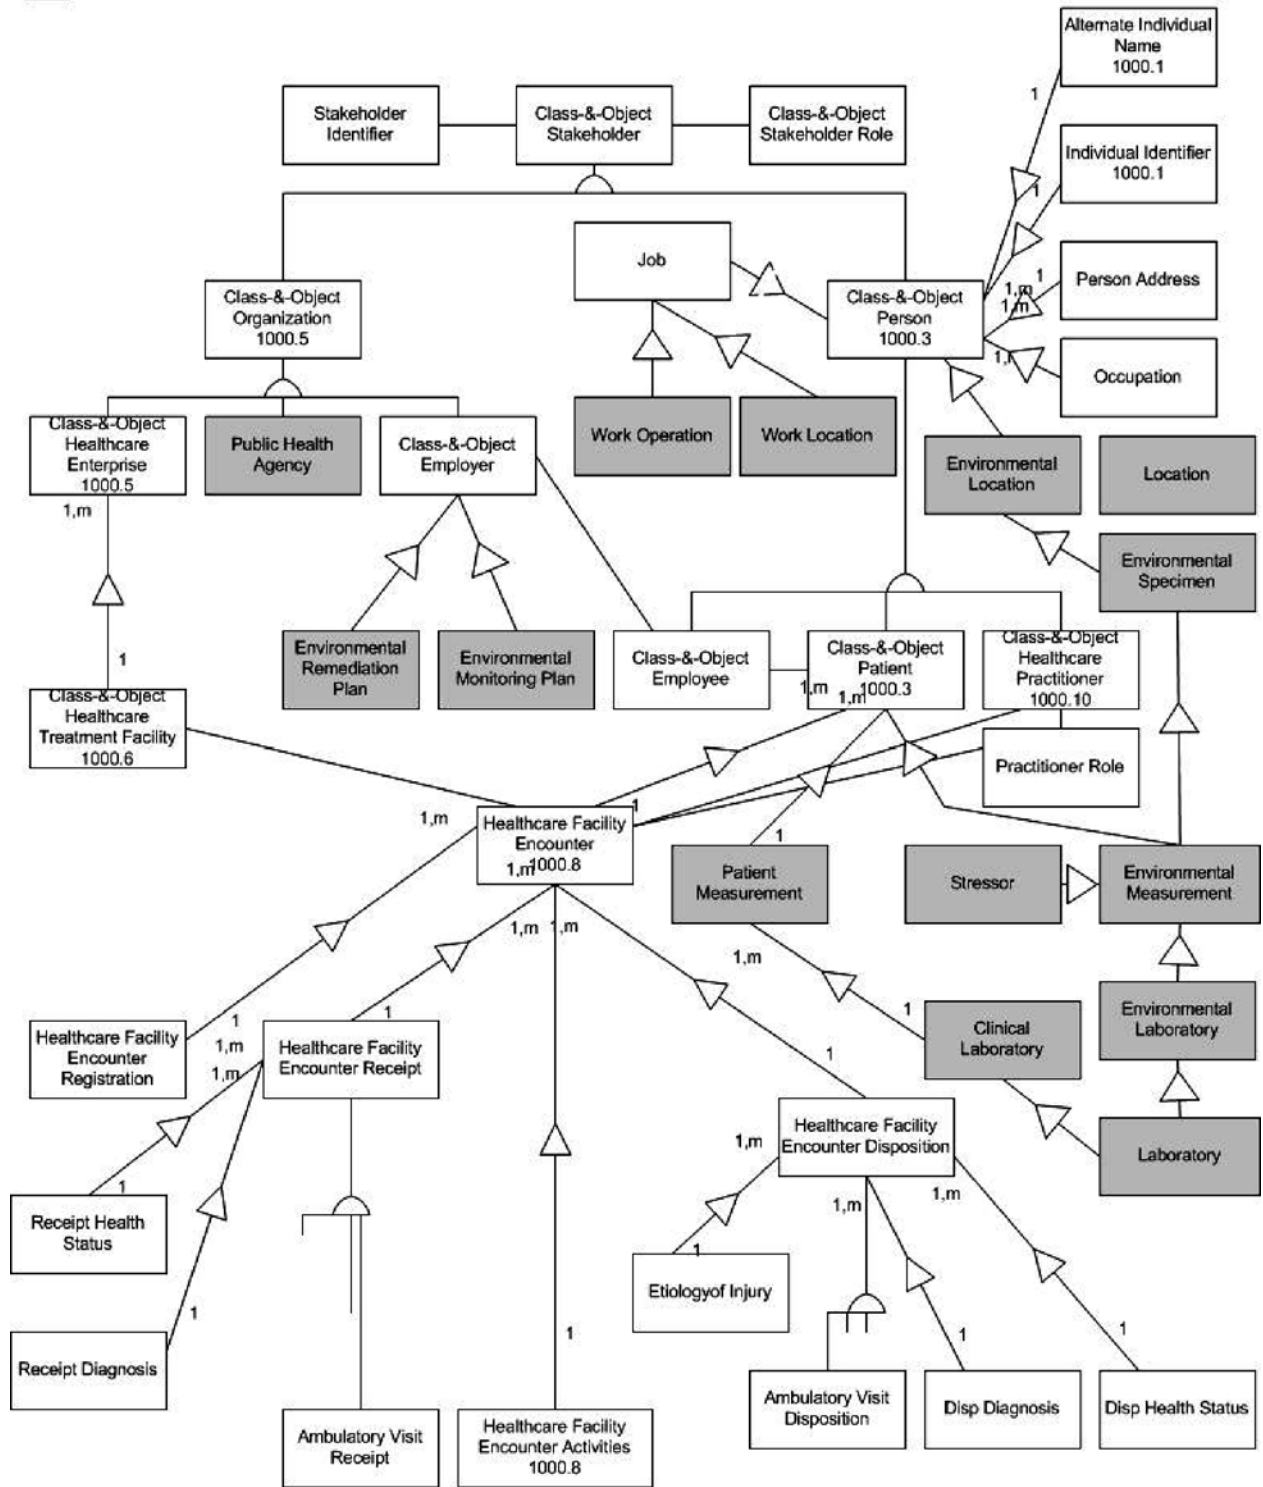 Alternate Individual
Name
1000.1
1
Stakeholder
Identifier
Class-&-Object
Stakeholder
Class-&-Object
Stakeholder Role
Individual Identifier
1000.1
1
Job
Person Address
1
1,m
1,m
Class-&-Object
Organization
1000.5
Class-&-Object
Person
1000.3
Occupation
Class-&-Object
Healthcare
Enterprise
1000.5
1,m
Public Health
Agency
Class-&-Object
Employer
Work Operation
Work Location
Environmental
Location
Location
Environmental
Specimen
1
Environmental
Remediation
Plan
Environmental
Monitoring Plan
Class-&-Object
Employee
Class-&-Object
Patient
1000.3
1,m
1,m
Class-&-Object
Healthcare
Practitioner
1000.10
Class-&-Object
Healthcare
Treatment Facility
1000.6
Practitioner Role
1,m
Healthcare Facility
Encounter
1000.8
1,m
1
1
Patient
Measurement
Stressor
Environmental
Measurement
1,m
1,m
1,m
Healthcare Facility
Encounter
Registration
1
1,m
1,m
Healthcare Facility
Encounter Receipt
1
1
Clinical
Laboratory
1
Environmental
Laboratory
Healthcare Facility
Encounter Disposition
1,m
1,m
1,m
Laboratory
Receipt Health
Status
1
Etiologyof Injury
1
Receipt Diagnosis
1
1
1
1
Ambulatory Visit
Receipt
Healthcare Facility
Encounter Activities
1000.8
Ambulatory Visit
Disposition
Disp Diagnosis
Disp Health Status